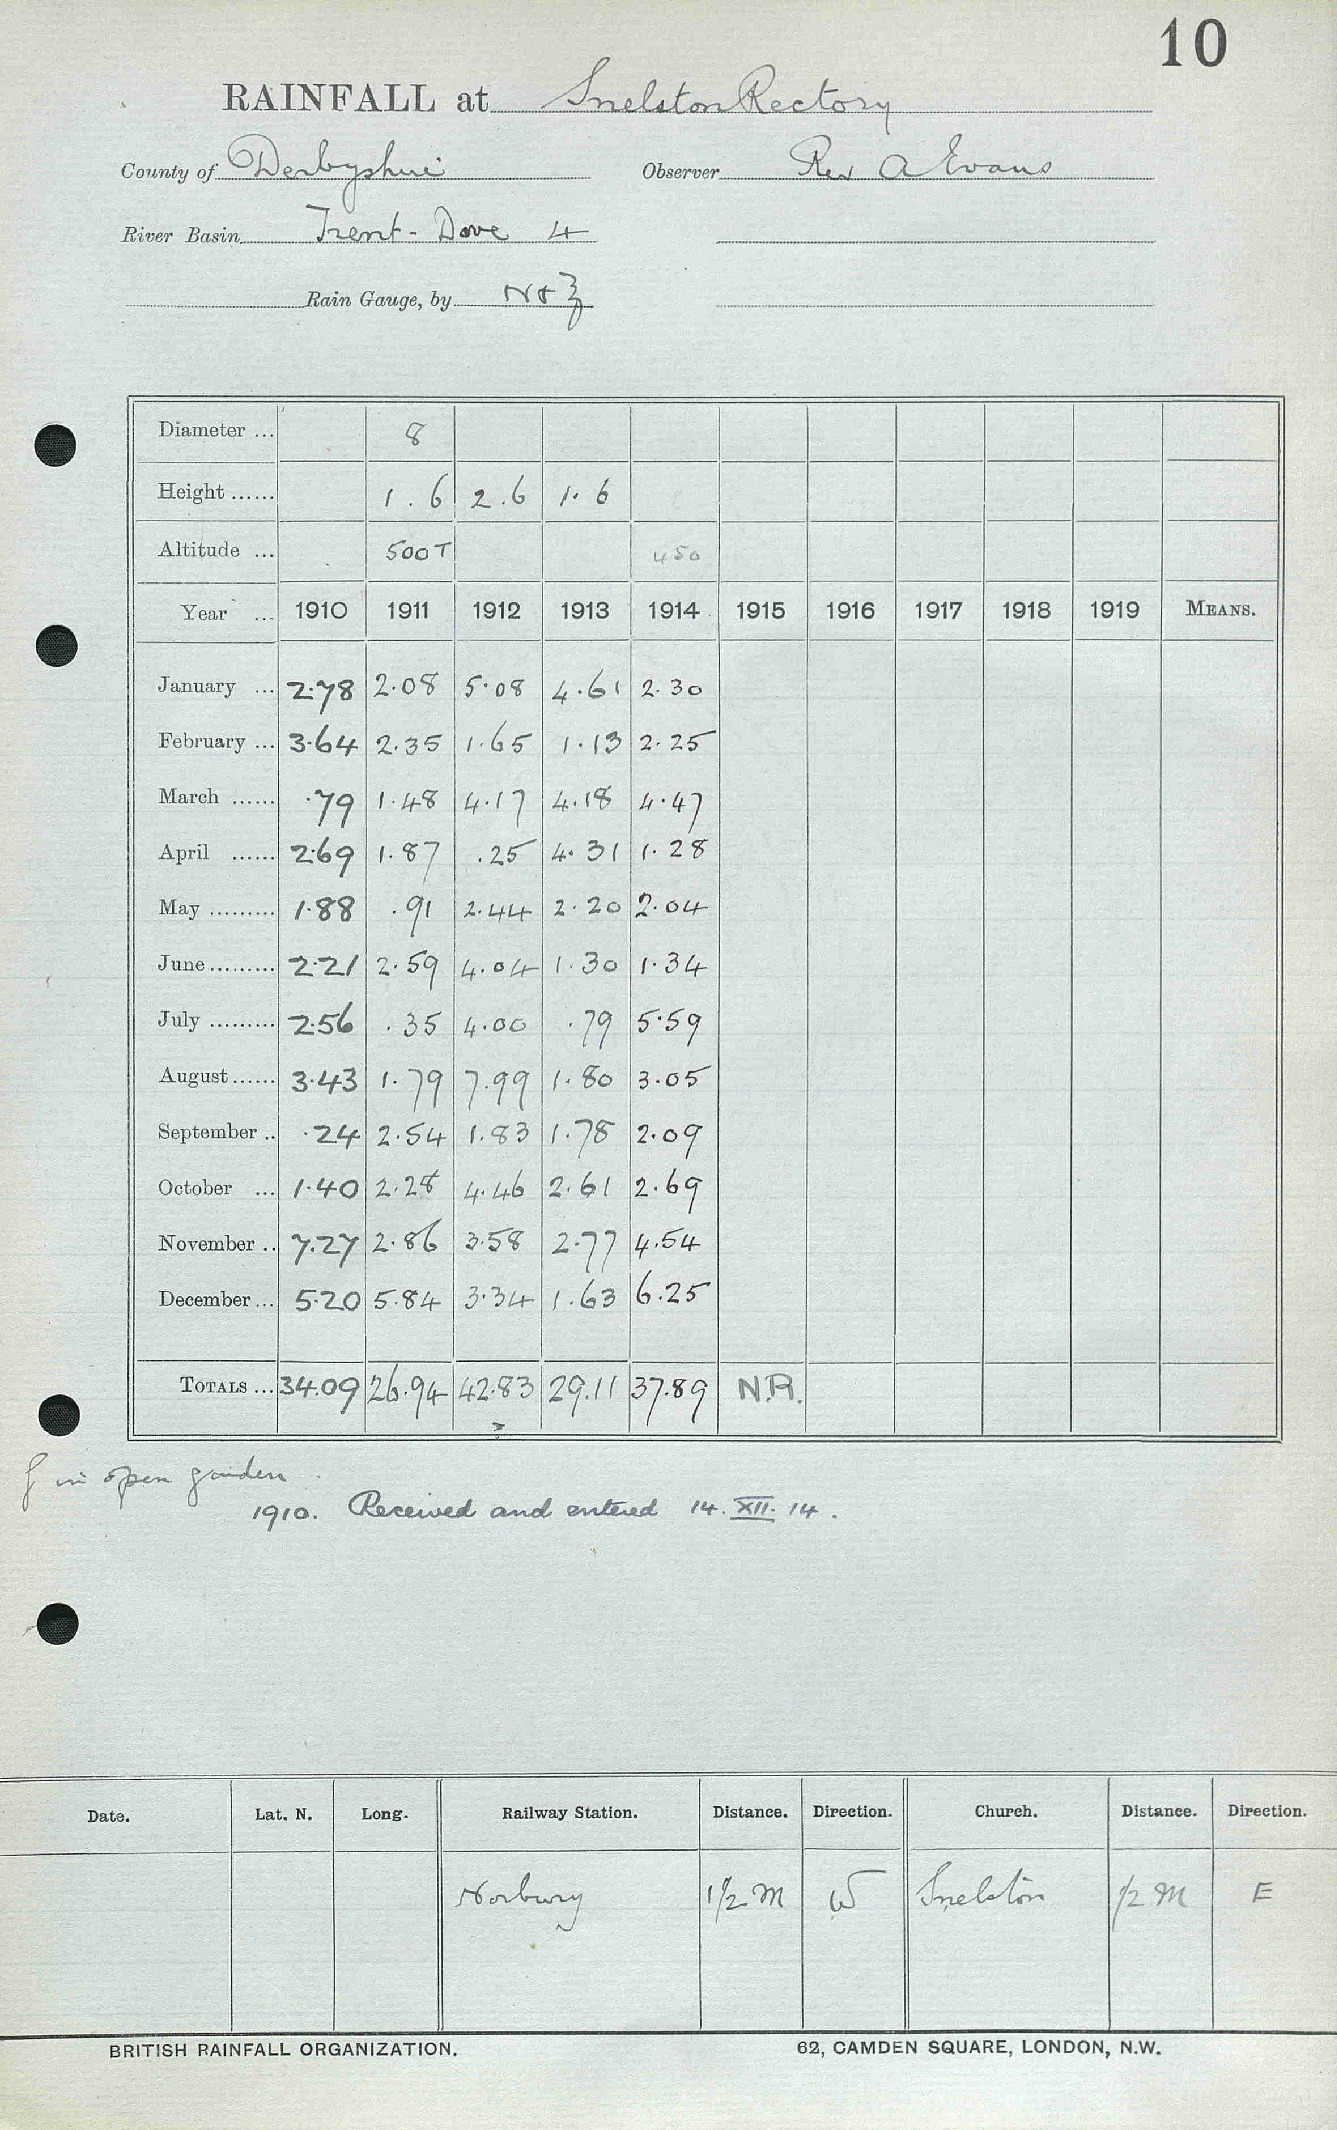 10
RAINFALL at Snelston Rectory
County of Derbyshire Observer Rev A Evans
River Basin Trent - Dove 4
Rain Gauge, by N & Z
Diameter ... 8
Height ...... 1.6 2.6 1.6
Altitude ... 500T 450
Year ... 1910 1911 1912 1913 1914 1915 1916 1917 1918 1919 MEANS.
January ... 2.78 2.08 5.08 4.61 2.30
February ... 3.64 2.35 1.65 1.13 2.25
March ...... .79 1.48 4.17 4.18 4.47
April ...... 2.69 1.87 .25 4.31 1.28
May ......... 1.88 .91 2.44 2.20 2.04
June ......... 2.21 2.59 4.04 1.30 1.34
July ......... 2.56 .35 4.00 .79 5.59
August ...... 3.43 1.79 7.99 1.80 3.05
September .. .24 2.54 1.83 1.78 2.09
October ... 1.40 2.28 4.46 2.61 2.69
November .. 7.27 2.86 3.58 2.77 4.54
December ... 5.20 5.84 3.34 1.63 6.25
TOTALS ... 34.09 26.94 42.83 29.11 37.89 N.R.
in open garden
1910. Received and entered 14.XII.14.
Date. Lat. N. Long. Railway Station. Distance. Direction. Church. Distance. Direction.
Norbury 1½ M W Snelston ½ M E
BRITISH RAINFALL ORGANIZATION. 62, CAMDEN SQUARE, LONDON, N.W.